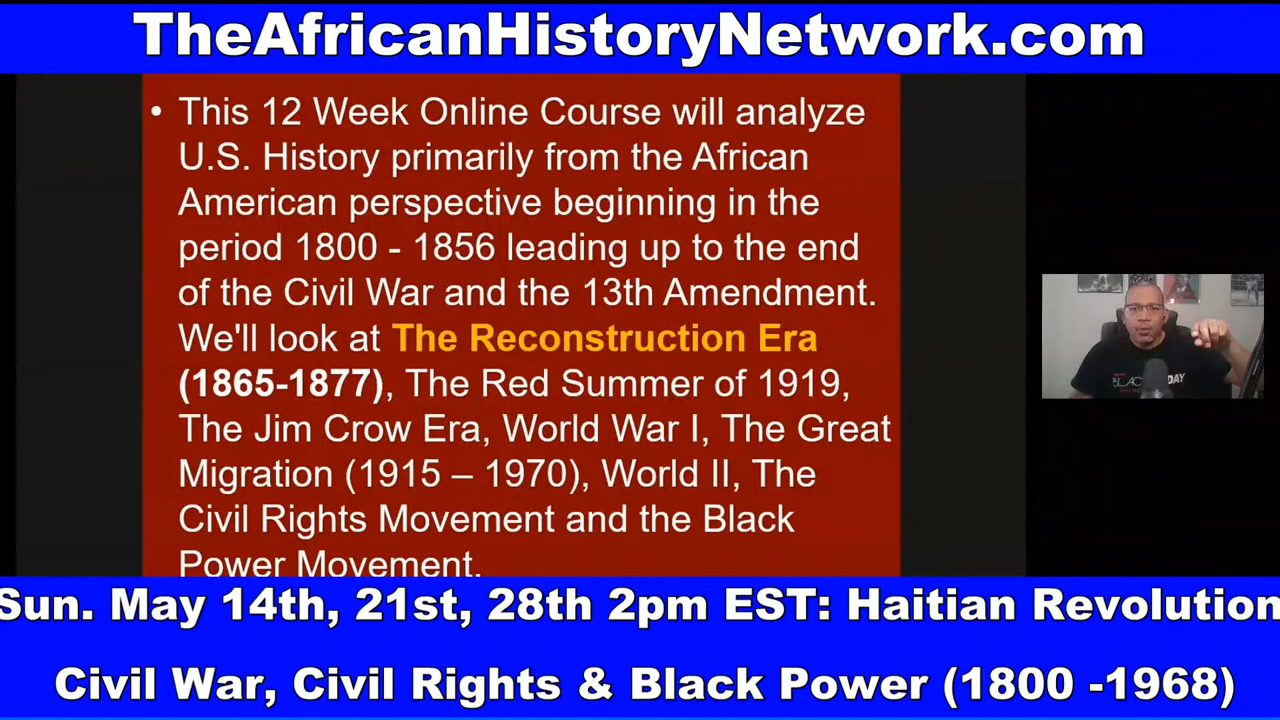 TheAfricanHistoryNetwork.com
• This 12 Week Online Course will analyze
U.S. History primarily from the African
American perspective beginning in the
period 1800 - 1856 leading up to the end
of the Civil War and the 13th Amendment.
We'll look at The Reconstruction Era
(1865-1877), The Red Summer of 1919,
The Jim Crow Era, World War I, The Great
Migration (1915 – 1970), World II, The
Civil Rights Movement and the Black
Power Movement.
Sun. May 14th, 21st, 28th 2pm EST: Haitian Revolution
Civil War, Civil Rights & Black Power (1800 -1968)